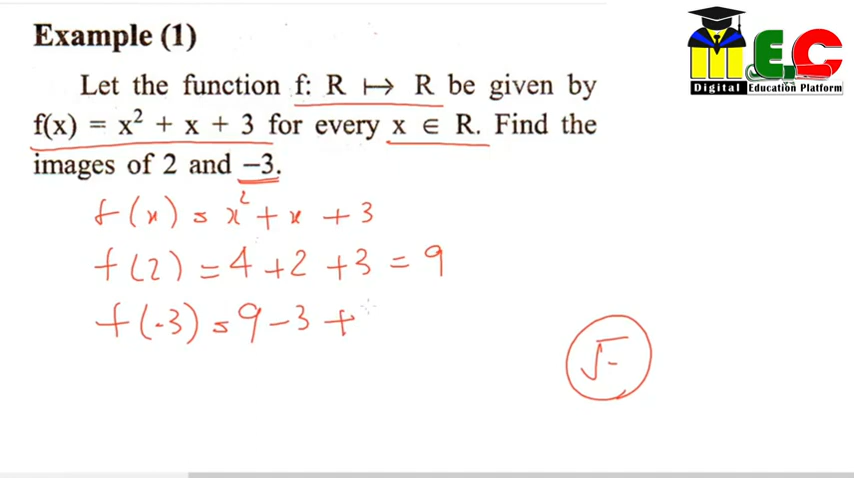 Example (1)
MEC
Digital Education Platform
Let the function f: R ↦ R be given by
f(x) = x² + x + 3 for every x ∈ R. Find the
images of 2 and −3.
f(x) = x² + x + 3
f(2) = 4 + 2 + 3 = 9
f(-3) = 9 - 3 +
√-